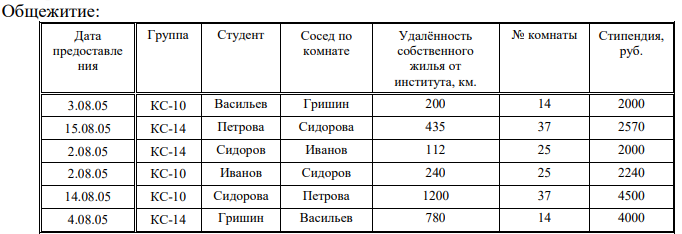 Общежитие:
Дата предоставле ния | Группа | Студент | Сосед по комнате | Удалённость собственного жилья от института, км. | № комнаты | Стипендия, руб.
3.08.05 | КС-10 | Васильев | Гришин | 200 | 14 | 2000
15.08.05 | КС-14 | Петрова | Сидорова | 435 | 37 | 2570
2.08.05 | КС-14 | Сидоров | Иванов | 112 | 25 | 2000
2.08.05 | КС-10 | Иванов | Сидоров | 240 | 25 | 2240
14.08.05 | КС-10 | Сидорова | Петрова | 1200 | 37 | 4500
4.08.05 | КС-14 | Гришин | Васильев | 780 | 14 | 4000